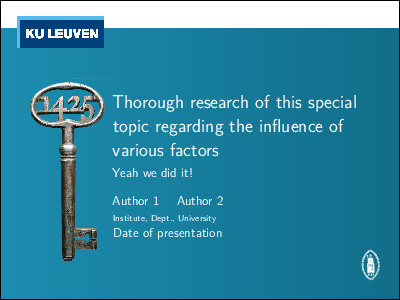 KU LEUVEN
1425
Thorough research of this special
topic regarding the influence of
various factors
Yeah we did it!
Author 1 Author 2
Institute, Dept., University
Date of presentation